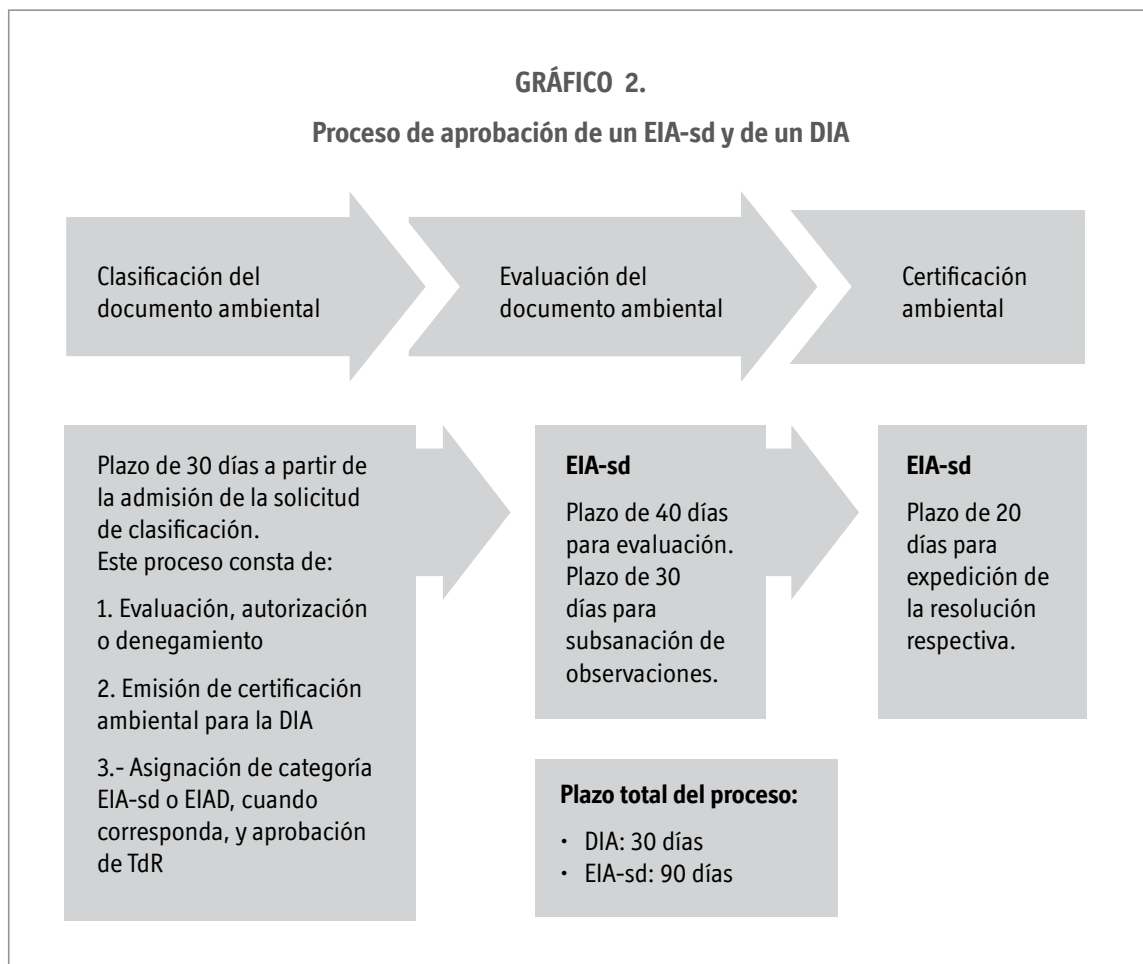 GRÁFICO 2.
Proceso de aprobación de un EIA-sd y de un DIA
Clasificación del
documento ambiental
Evaluación del
documento ambiental
Certificación
ambiental
Plazo de 30 días a partir de
la admisión de la solicitud
de clasificación.
Este proceso consta de:
1. Evaluación, autorización
o denegamiento
2. Emisión de certificación
ambiental para la DIA
3.- Asignación de categoría
EIA-sd o EIAD, cuando
corresponda, y aprobación
de TdR
EIA-sd
Plazo de 40 días
para evaluación.
Plazo de 30
días para
subsanación de
observaciones.
EIA-sd
Plazo de 20
días para
expedición de
la resolución
respectiva.
Plazo total del proceso:
• DIA: 30 días
• EIA-sd: 90 días